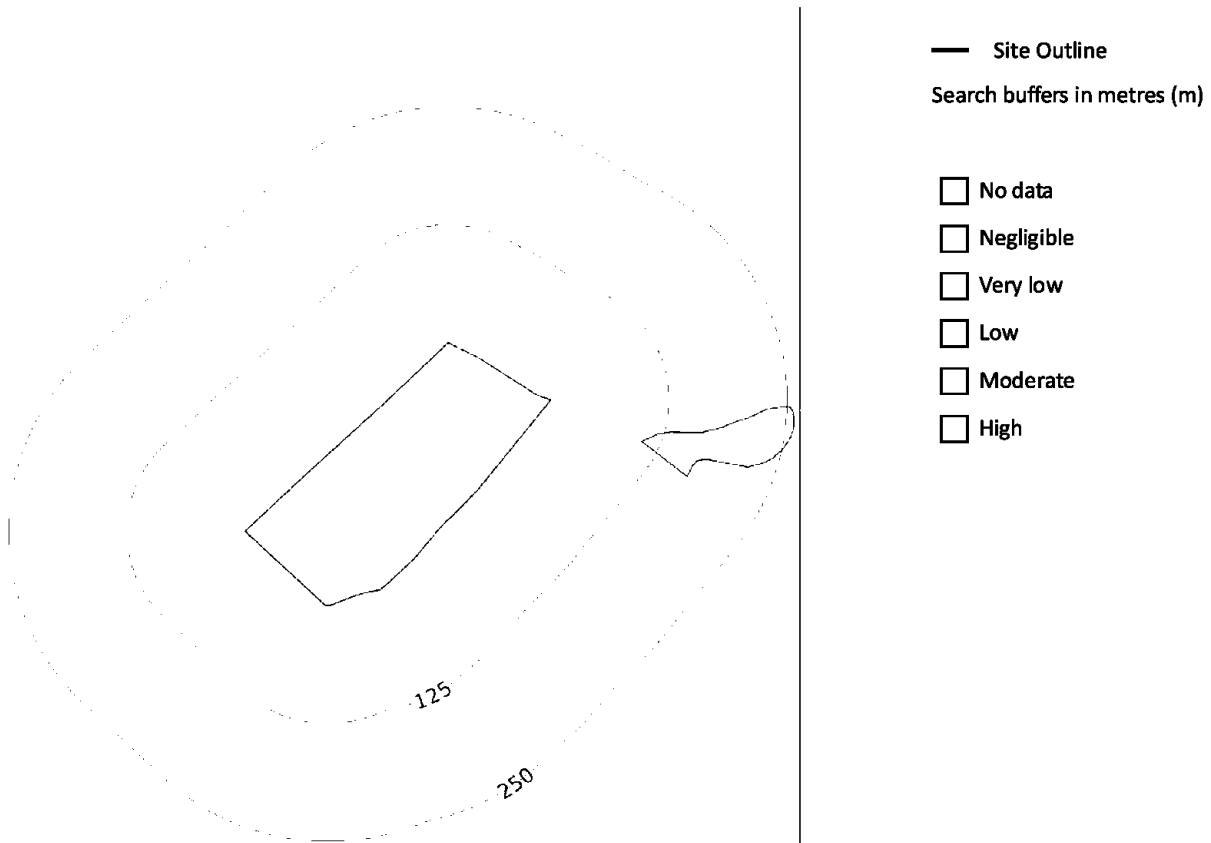 Site Outline
Search buffers in metres (m)
No data
Negligible
Very low
Low
Moderate
High
125
250